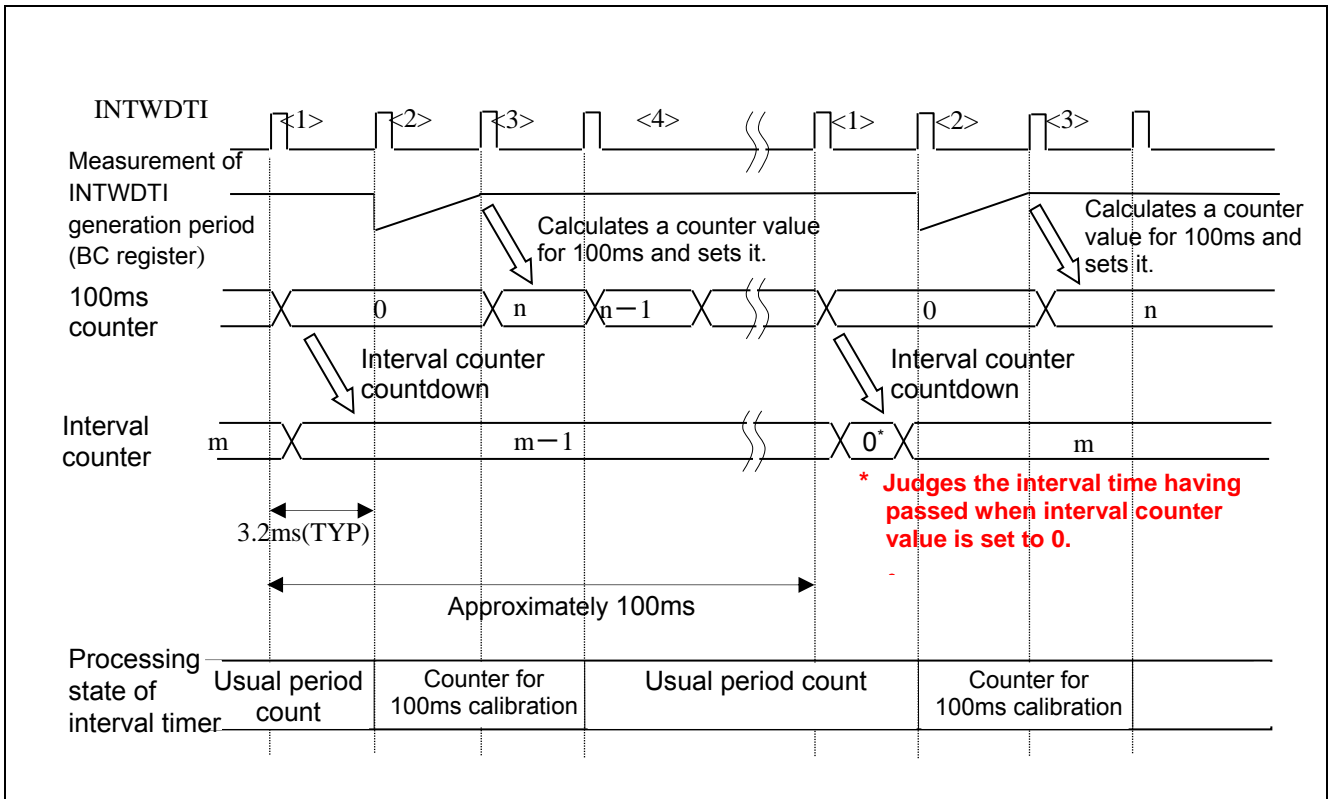 INTWDTI
<1>
<2>
<3>
<4>
<1>
<2>
<3>
Measurement of
INTWDTI
generation period
(BC register)
Calculates a counter value
for 100ms and sets it.
Calculates a counter
value for 100ms and
sets it.
100ms
counter
0
n
n－1
0
n
Interval counter
countdown
Interval counter
countdown
Interval
counter
m
m－1
0*
m
* Judges the interval time having
passed when interval counter
value is set to 0.
3.2ms(TYP)
Approximately 100ms
Processing
state of
interval timer
Usual period
count
Counter for
100ms calibration
Usual period count
Counter for
100ms calibration